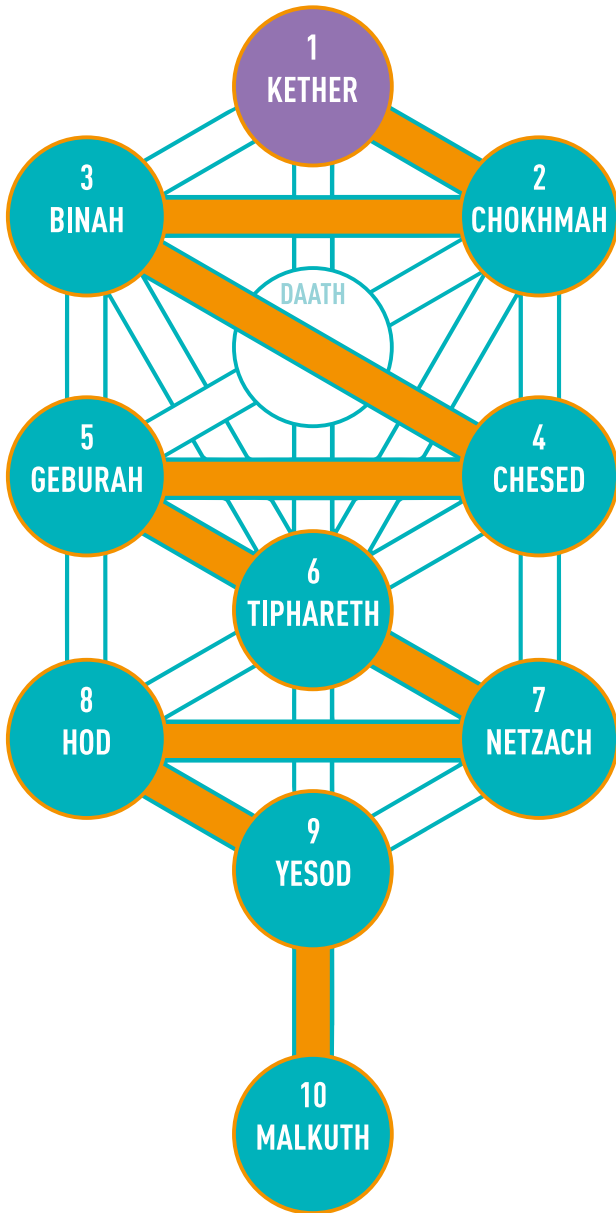 1
KETHER
3
BINAH
2
CHOKHMAH
DAATH
5
GEBURAH
4
CHESED
6
TIPHARETH
8
HOD
7
NETZACH
9
YESOD
10
MALKUTH